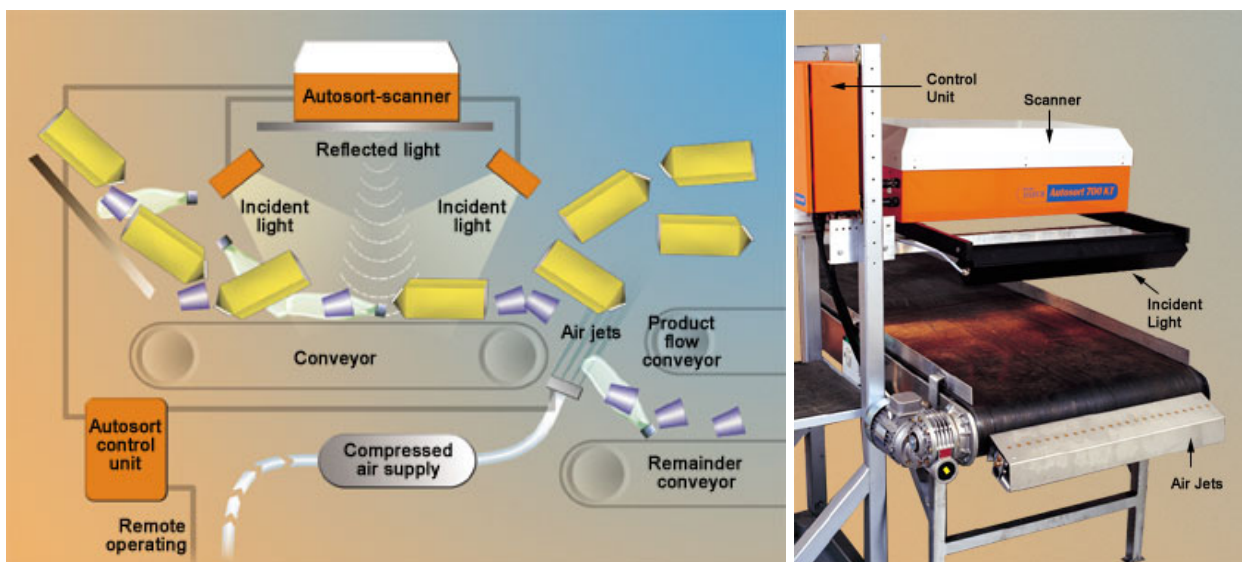 Autosort-scanner
Reflected light
Incident
light
Incident
light
Air jets
Product
flow
conveyor
Conveyor
Autosort
control
unit
Compressed
air supply
Remainder
conveyor
Remote
operating
Control
Unit
Scanner
Autosort 700 KT
Incident
Light
Air Jets